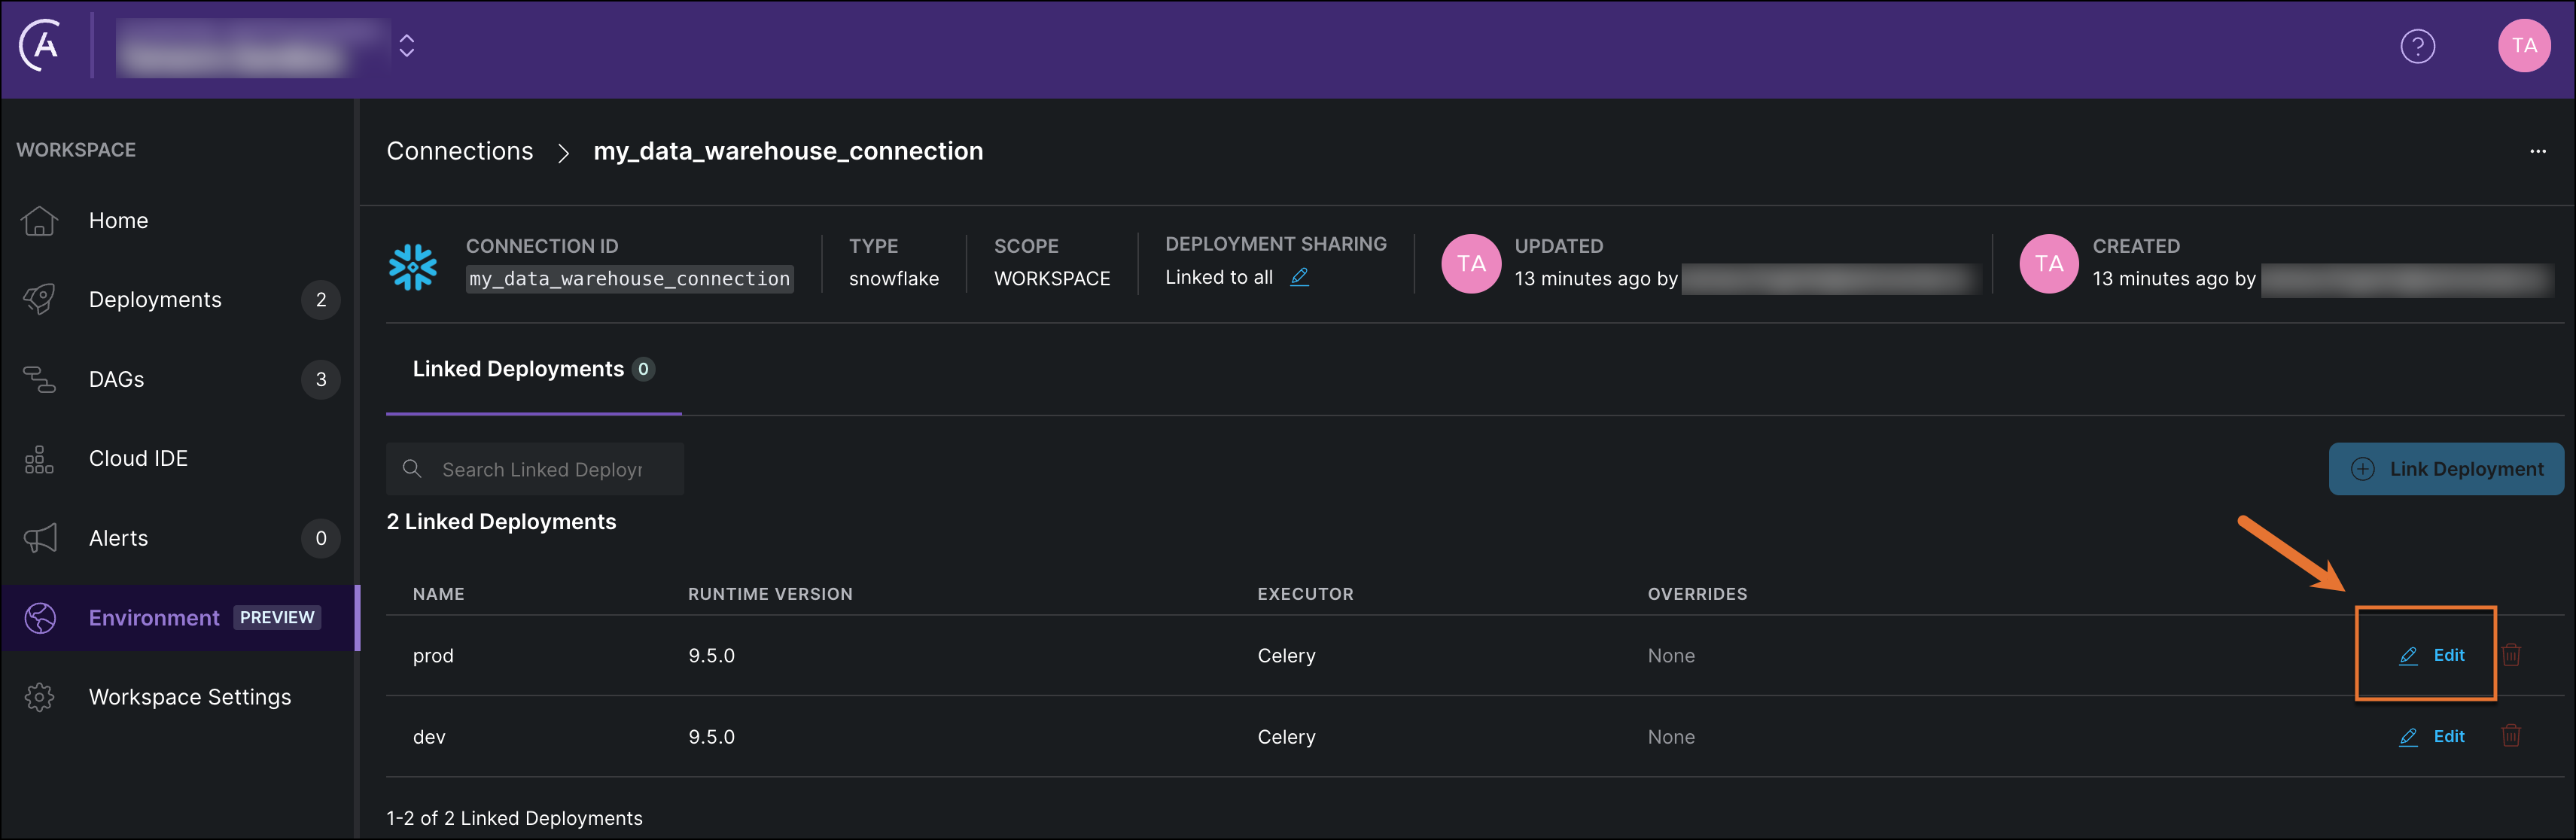 A
?
TA
WORKSPACE
Home
Deployments 2
DAGs 3
Cloud IDE
Alerts 0
Environment PREVIEW
Workspace Settings
Connections > my_data_warehouse_connection
...
CONNECTION ID
my_data_warehouse_connection
TYPE
snowflake
SCOPE
WORKSPACE
DEPLOYMENT SHARING
Linked to all
TA
UPDATED
13 minutes ago by
TA
CREATED
13 minutes ago by
Linked Deployments 0
Search Linked Deployr
Link Deployment
2 Linked Deployments
NAME RUNTIME VERSION EXECUTOR OVERRIDES
prod 9.5.0 Celery None Edit
dev 9.5.0 Celery None Edit
1-2 of 2 Linked Deployments